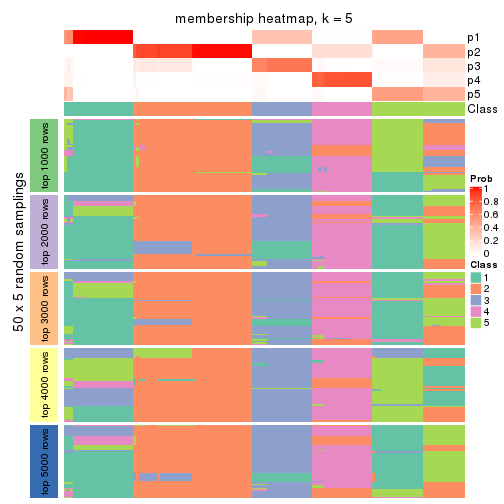 membership heatmap, k = 5
p1
p2
p3
p4
p5
Class
50 x 5 random samplings
top 1000 rows
top 2000 rows
top 3000 rows
top 4000 rows
top 5000 rows
Prob
1
0.8
0.6
0.4
0.2
0
Class
1
2
3
4
5